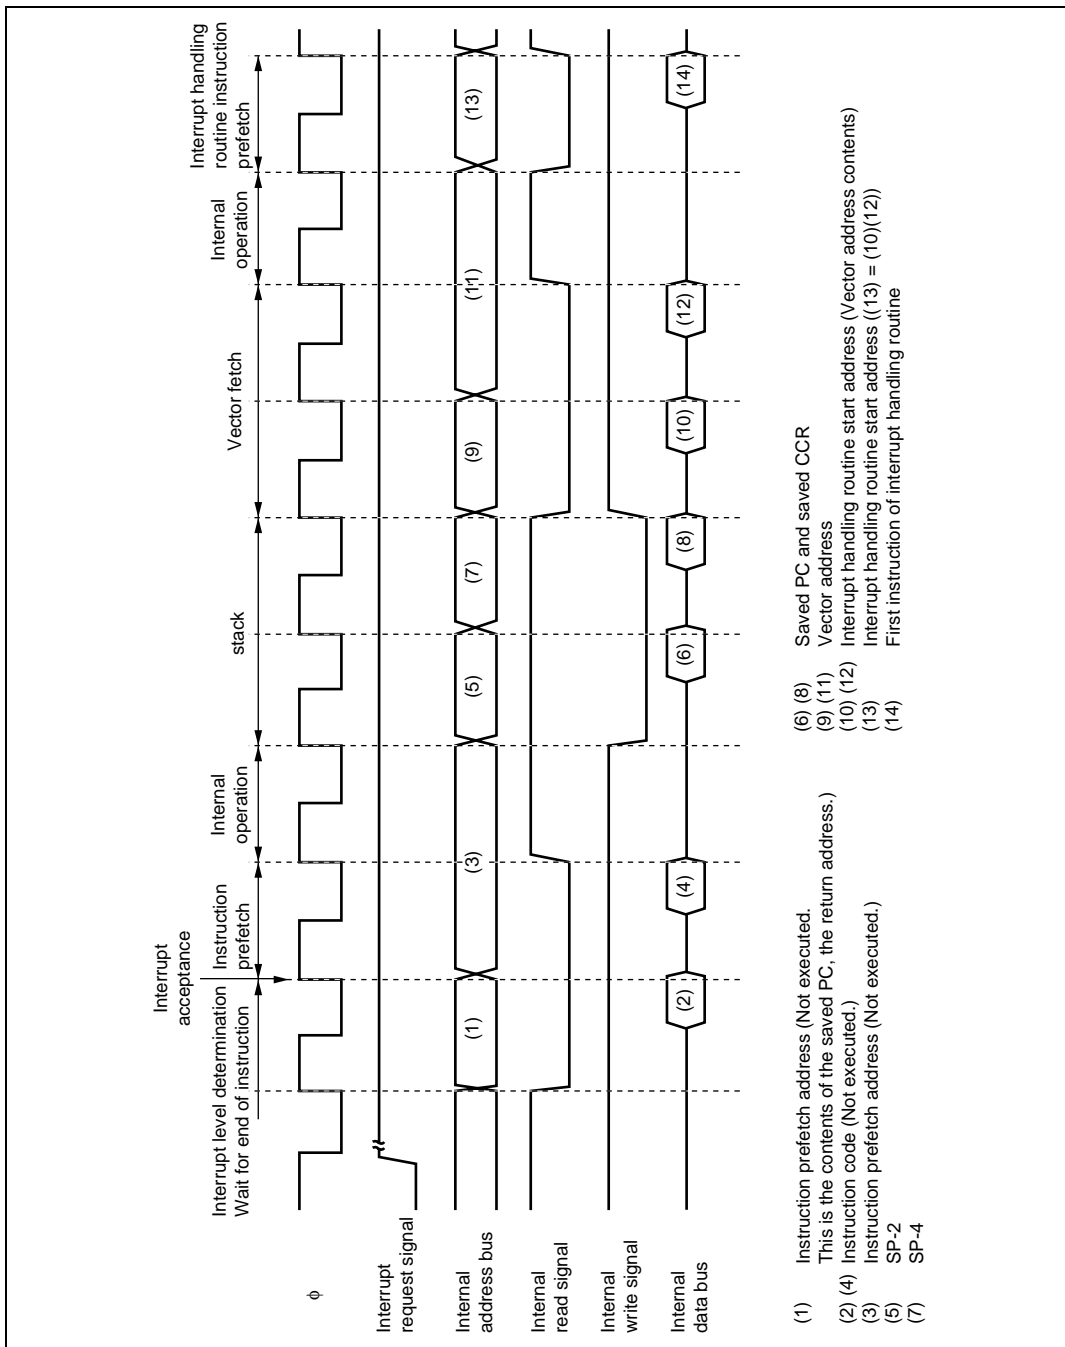 Interrupt
acceptance
Interrupt level determination
Wait for end of instruction
Instruction
prefetch
Internal
operation
stack
Vector fetch
Internal
operation
Interrupt handling
routine instruction
prefetch
φ
Interrupt
request signal
Internal
address bus
(1)
(3)
(5)
(7)
(9)
(11)
(13)
Internal
read signal
Internal
write signal
Internal
data bus
(2)
(4)
(6)
(8)
(10)
(12)
(14)
(1) Instruction prefetch address (Not executed.
This is the contents of the saved PC, the return address.)
(2) (4) Instruction code (Not executed.)
(3) Instruction prefetch address (Not executed.)
(5) SP-2
(7) SP-4
(6) (8) Saved PC and saved CCR
(9) (11) Vector address
(10) (12) Interrupt handling routine start address (Vector address contents)
(13) Interrupt handling routine start address ((13) = (10)(12))
(14) First instruction of interrupt handling routine